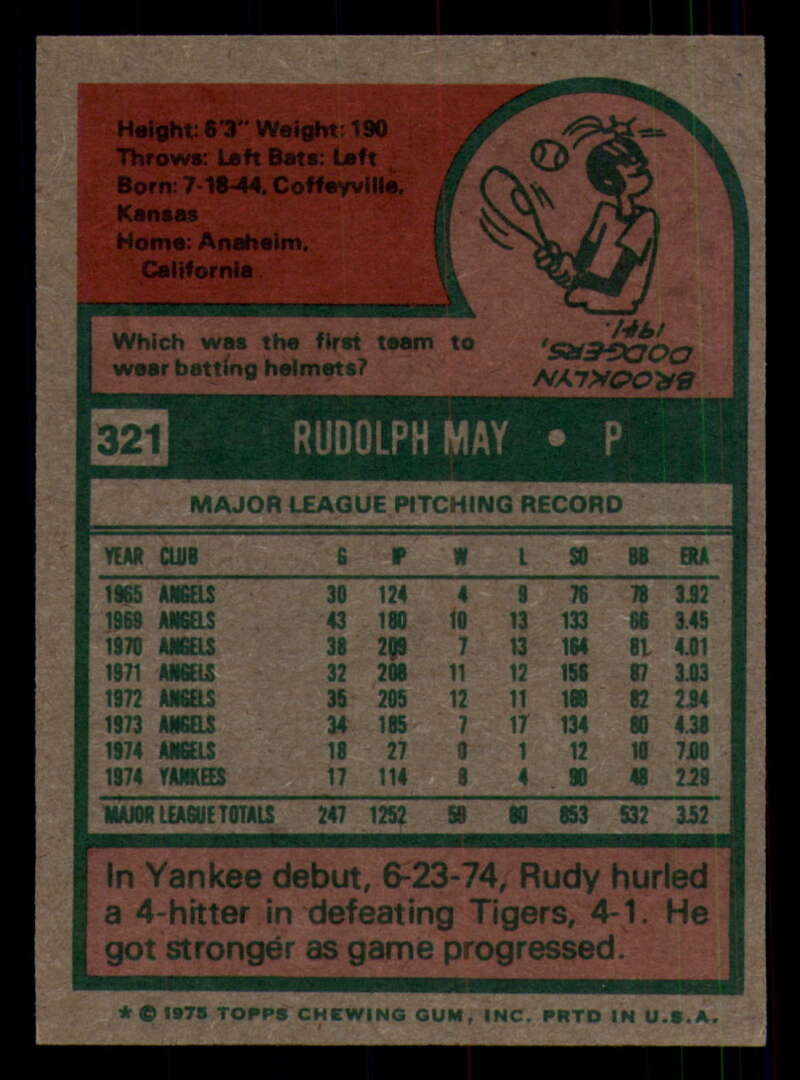 Height: 6'3" Weight: 190
Throws: Left Bats: Left
Born: 7-18-44, Coffeyville,
Kansas
Home: Anaheim,
California
Which was the first team to
wear batting helmets?
BROOKLYN
DODGERS,
1941.
321 RUDOLPH MAY • P
MAJOR LEAGUE PITCHING RECORD
YEAR CLUB G IP W L SO BB ERA
1965 ANGELS 30 124 4 9 76 78 3.92
1969 ANGELS 43 180 10 13 133 66 3.45
1970 ANGELS 38 209 7 13 164 81 4.01
1971 ANGELS 32 208 11 12 156 87 3.03
1972 ANGELS 35 205 12 11 169 82 2.94
1973 ANGELS 34 185 7 17 134 80 4.38
1974 ANGELS 18 27 0 1 12 10 7.00
1974 YANKEES 17 114 8 4 90 48 2.29
MAJOR LEAGUE TOTALS 247 1252 59 80 853 532 3.52
In Yankee debut, 6-23-74, Rudy hurled
a 4-hitter in defeating Tigers, 4-1. He
got stronger as game progressed.
* © 1975 TOPPS CHEWING GUM, INC. PRTD IN U.S.A.